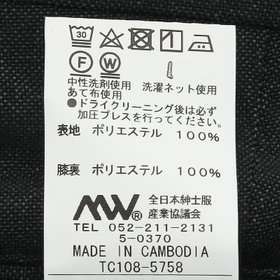 30
F W
中性洗剤使用 洗濯ネット使用
あて布使用
●ドライクリーニング後は必ず
加圧プレスを行ってください。
表地 ポリエステル 100%
膝裏 ポリエステル 100%
MW® 全日本紳士服
産業協議会
TEL 052-211-2131
5-0370
MADE IN CAMBODIA
TC108-5758